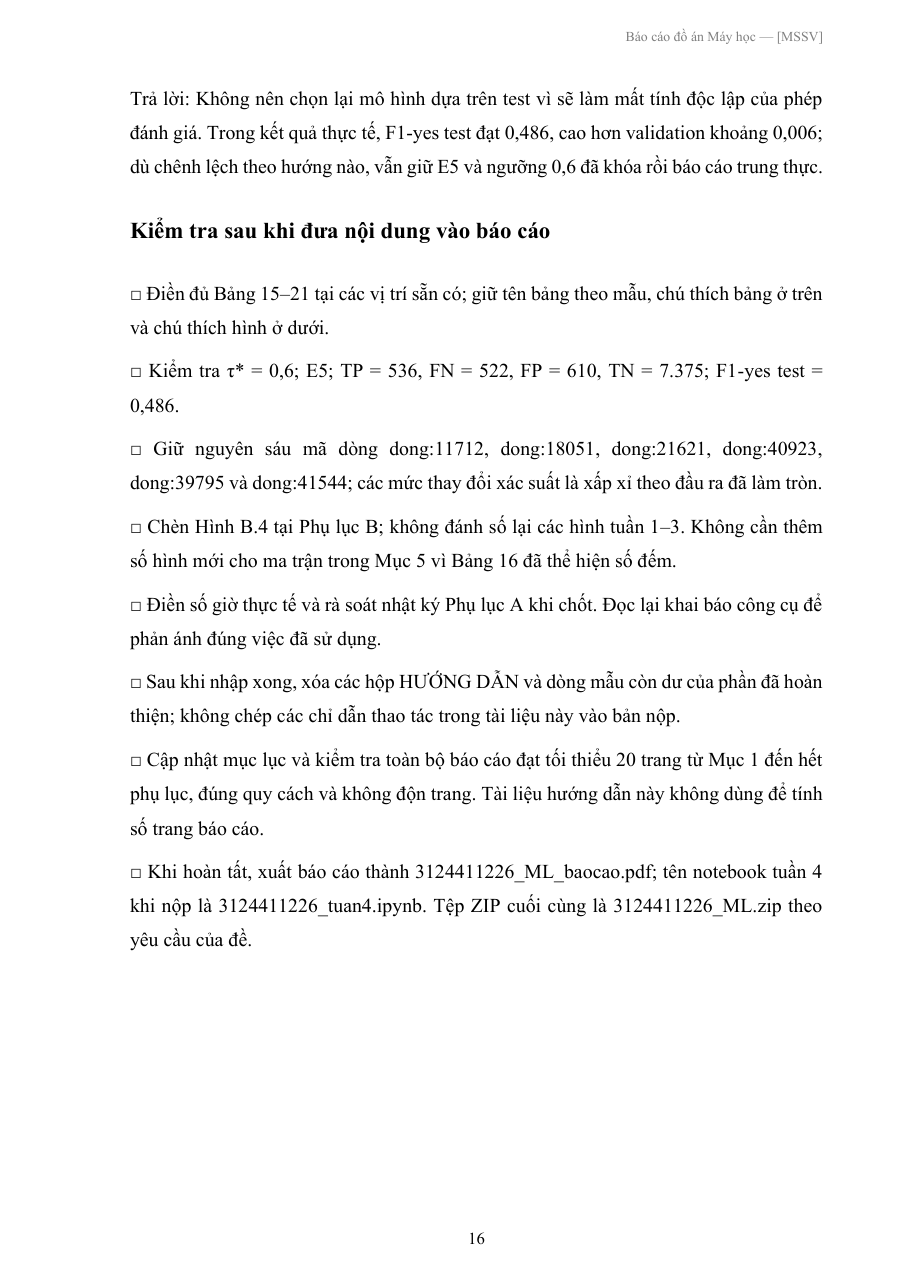 Báo cáo đồ án Máy học — [MSSV]
Trả lời: Không nên chọn lại mô hình dựa trên test vì sẽ làm mất tính độc lập của phép
đánh giá. Trong kết quả thực tế, F1-yes test đạt 0,486, cao hơn validation khoảng 0,006;
dù chênh lệch theo hướng nào, vẫn giữ E5 và ngưỡng 0,6 đã khóa rồi báo cáo trung thực.
Kiểm tra sau khi đưa nội dung vào báo cáo
□ Điền đủ Bảng 15–21 tại các vị trí sẵn có; giữ tên bảng theo mẫu, chú thích bảng ở trên
và chú thích hình ở dưới.
□ Kiểm tra τ* = 0,6; E5; TP = 536, FN = 522, FP = 610, TN = 7.375; F1-yes test =
0,486.
□ Giữ nguyên sáu mã dòng dong:11712, dong:18051, dong:21621, dong:40923,
dong:39795 và dong:41544; các mức thay đổi xác suất là xấp xỉ theo đầu ra đã làm tròn.
□ Chèn Hình B.4 tại Phụ lục B; không đánh số lại các hình tuần 1–3. Không cần thêm
số hình mới cho ma trận trong Mục 5 vì Bảng 16 đã thể hiện số đếm.
□ Điền số giờ thực tế và rà soát nhật ký Phụ lục A khi chốt. Đọc lại khai báo công cụ để
phản ánh đúng việc đã sử dụng.
□ Sau khi nhập xong, xóa các hộp HƯỚNG DẪN và dòng mẫu còn dư của phần đã hoàn
thiện; không chép các chỉ dẫn thao tác trong tài liệu này vào bản nộp.
□ Cập nhật mục lục và kiểm tra toàn bộ báo cáo đạt tối thiểu 20 trang từ Mục 1 đến hết
phụ lục, đúng quy cách và không độn trang. Tài liệu hướng dẫn này không dùng để tính
số trang báo cáo.
□ Khi hoàn tất, xuất báo cáo thành 3124411226_ML_baocao.pdf; tên notebook tuần 4
khi nộp là 3124411226_tuan4.ipynb. Tệp ZIP cuối cùng là 3124411226_ML.zip theo
yêu cầu của đề.
16